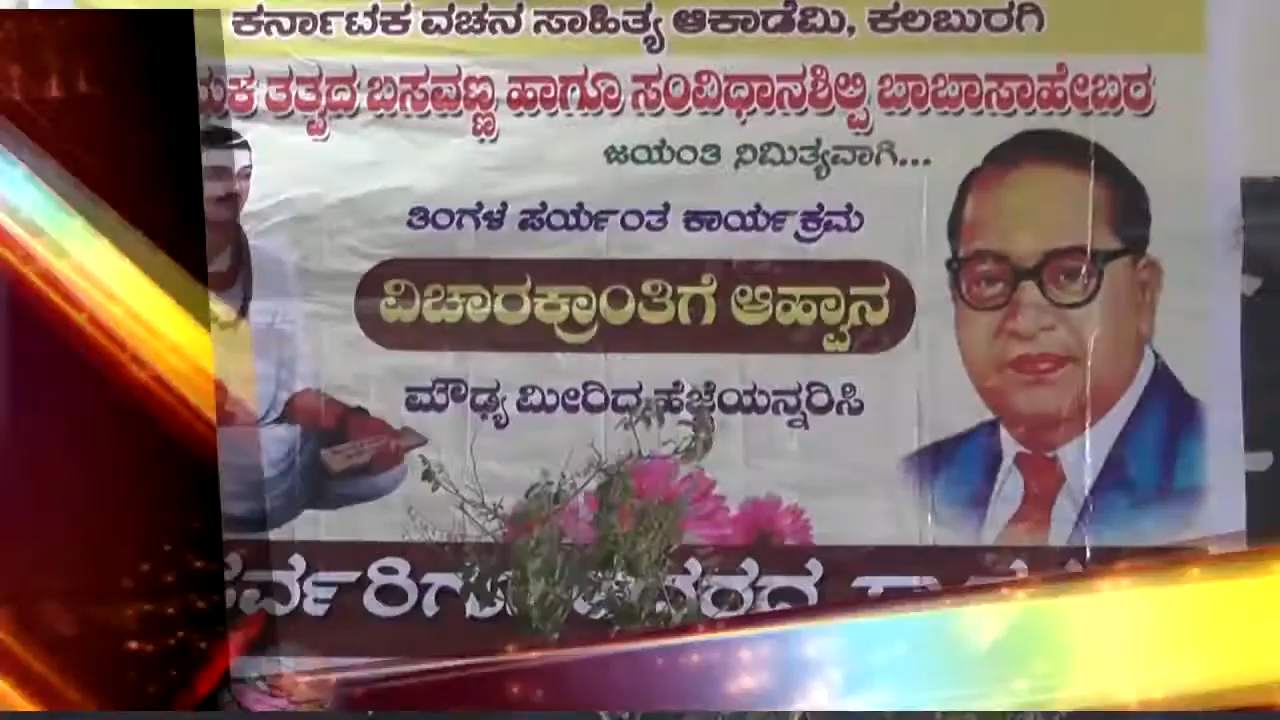 ಕರ್ನಾಟಕ ವಚನ ಸಾಹಿತ್ಯ ಆಕಾಡೆಮಿ, ಕಲಬುರಗಿ
ತತ್ವದ ಬಸವಣ್ಣ ಹಾಗೂ ಸಂವಿಧಾನಶಿಲ್ಪಿ ಬಾಬಾಸಾಹೇಬರ
ಜಯಂತಿ ನಿಮಿತ್ಯವಾಗಿ...
ತಿಂಗಳ ಪರ್ಯಂತ ಕಾರ್ಯಕ್ರಮ
ವಿಚಾರಕ್ರಾಂತಿಗೆ ಆಹ್ವಾನ
ಮೌಢ್ಯ ಮೀರಿದ ಹೆಜ್ಜೆಯನ್ನರಿಸಿ